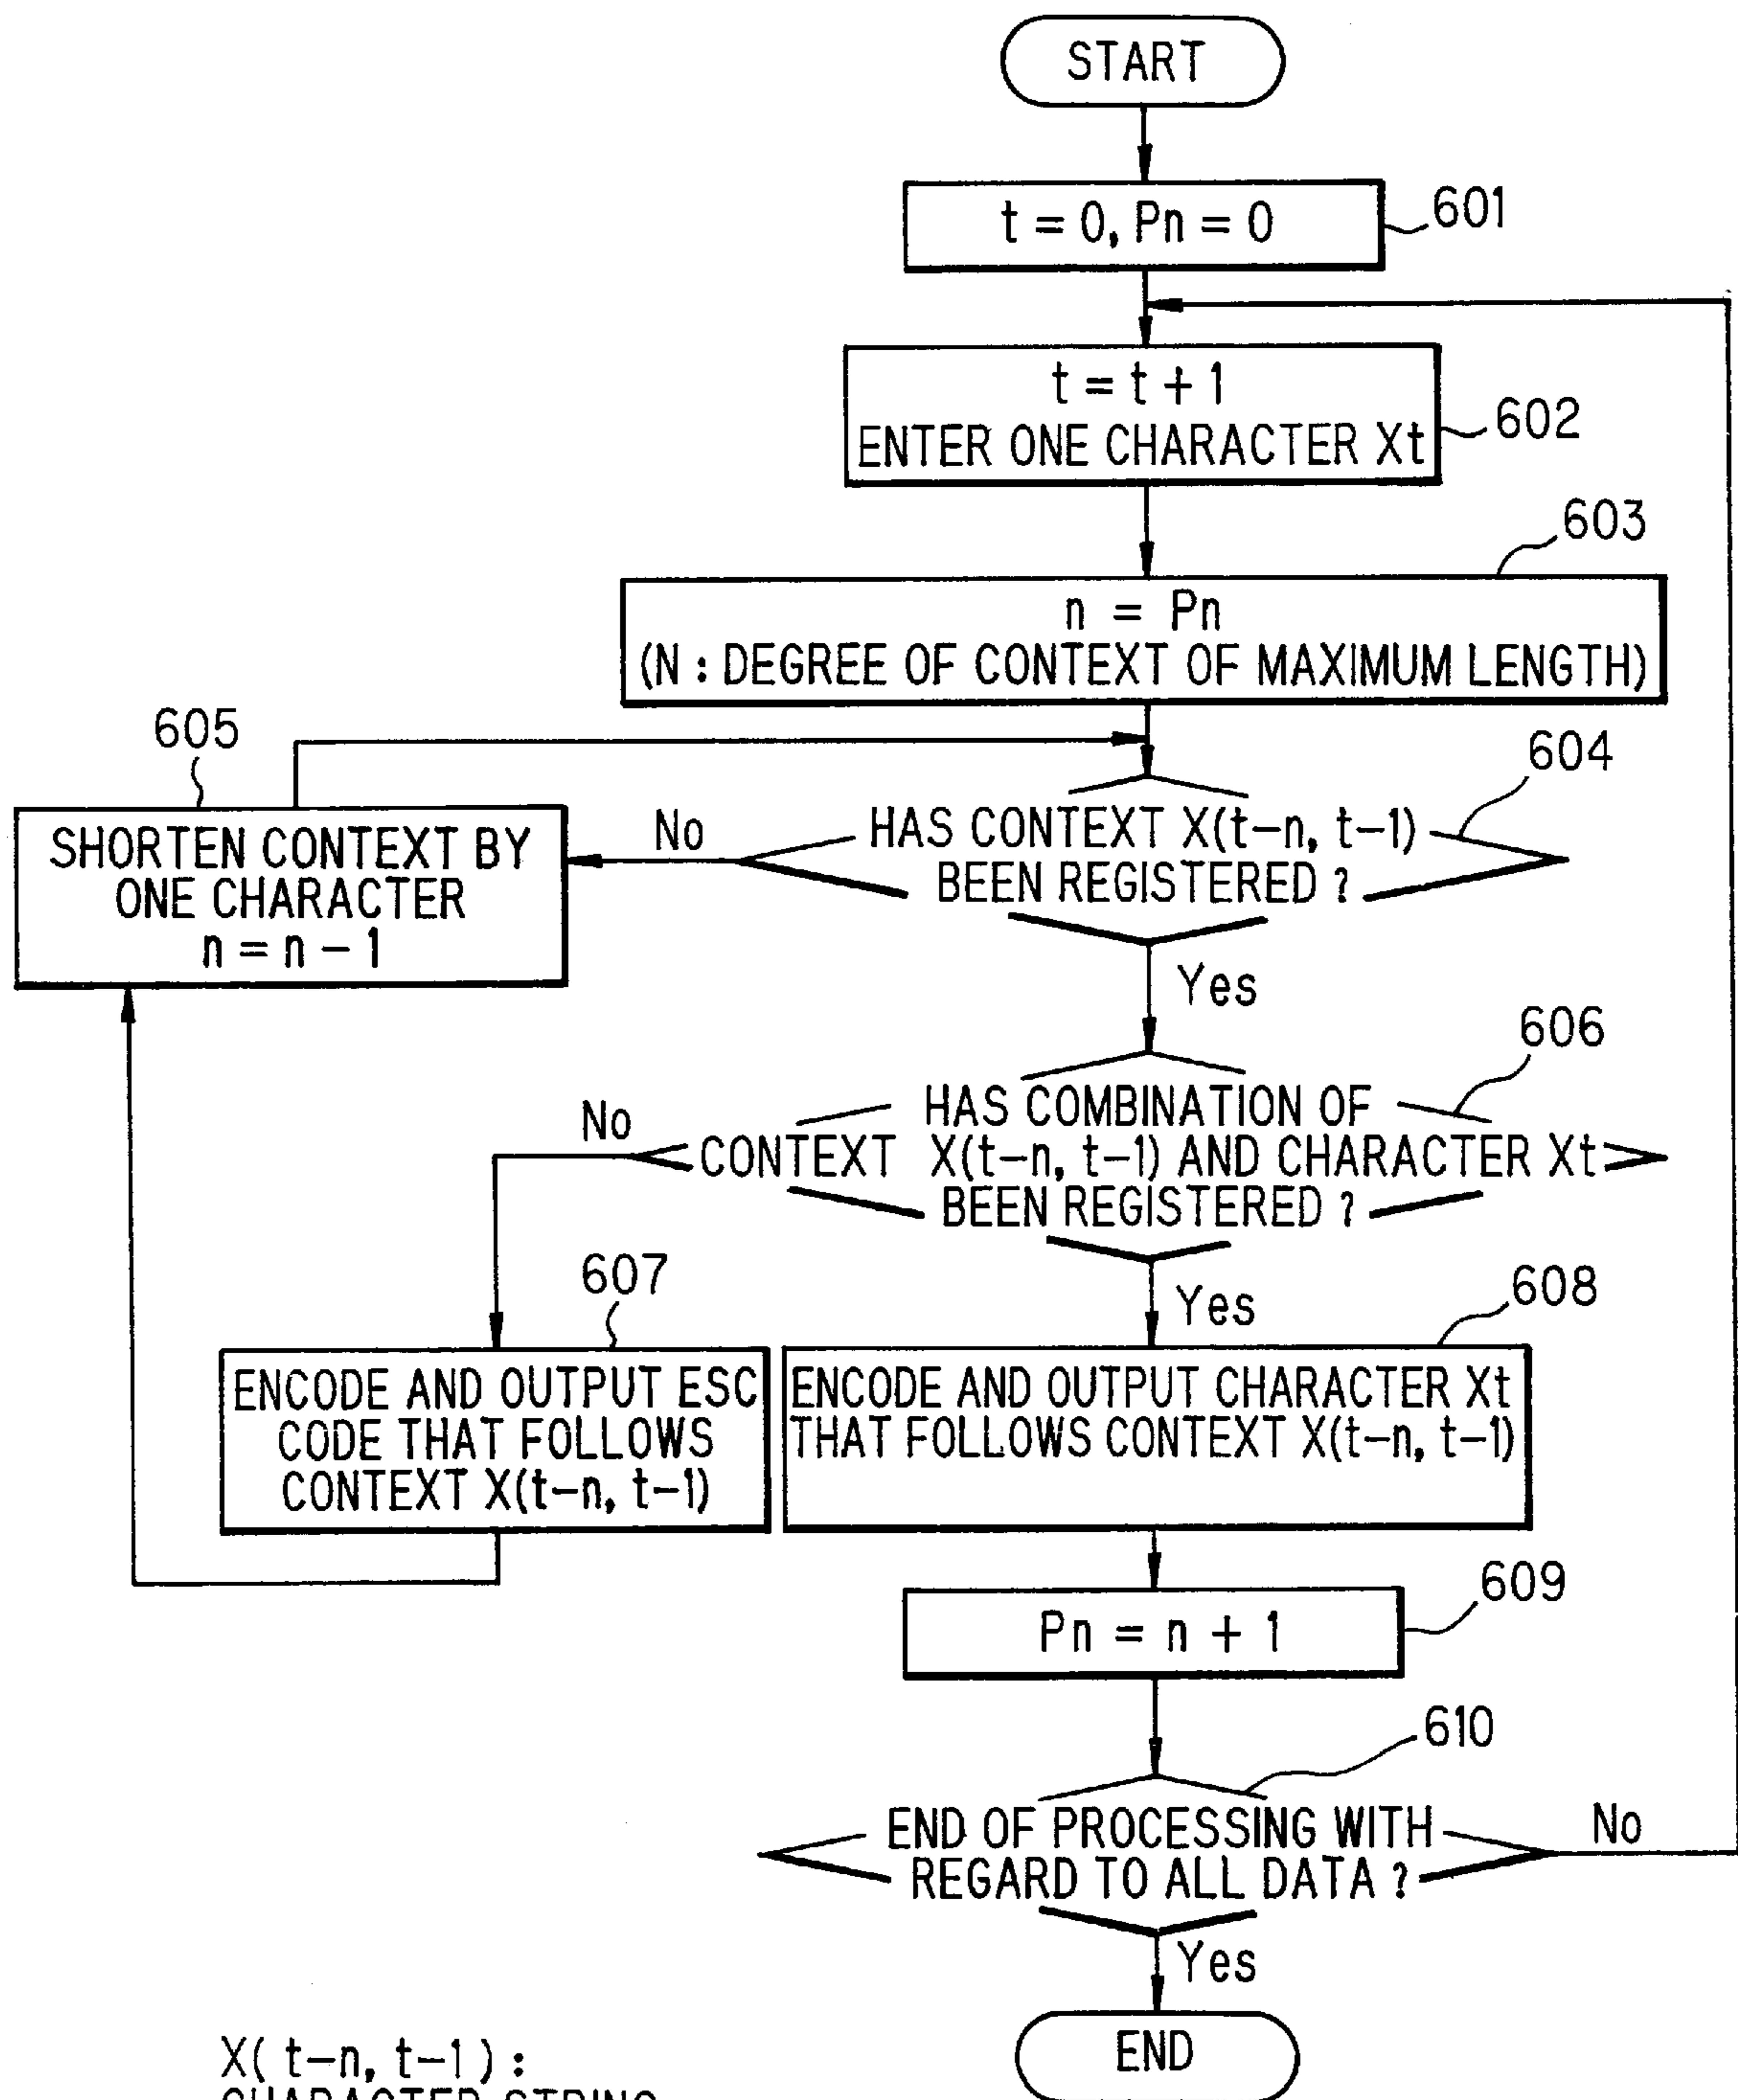 START
t = 0, Pn = 0
601
t = t + 1
ENTER ONE CHARACTER Xt
602
603
n = Pn
(N : DEGREE OF CONTEXT OF MAXIMUM LENGTH)
605
604
SHORTEN CONTEXT BY
ONE CHARACTER
n = n - 1
No
HAS CONTEXT X(t-n, t-1)
BEEN REGISTERED ?
Yes
606
No
HAS COMBINATION OF
CONTEXT X(t-n, t-1) AND CHARACTER Xt
BEEN REGISTERED ?
607
Yes
608
ENCODE AND OUTPUT ESC
CODE THAT FOLLOWS
CONTEXT X(t-n, t-1)
ENCODE AND OUTPUT CHARACTER Xt
THAT FOLLOWS CONTEXT X(t-n, t-1)
609
Pn = n + 1
610
END OF PROCESSING WITH
REGARD TO ALL DATA ?
No
Yes
END
X( t-n, t-1 ) :
CHARACTER STRING